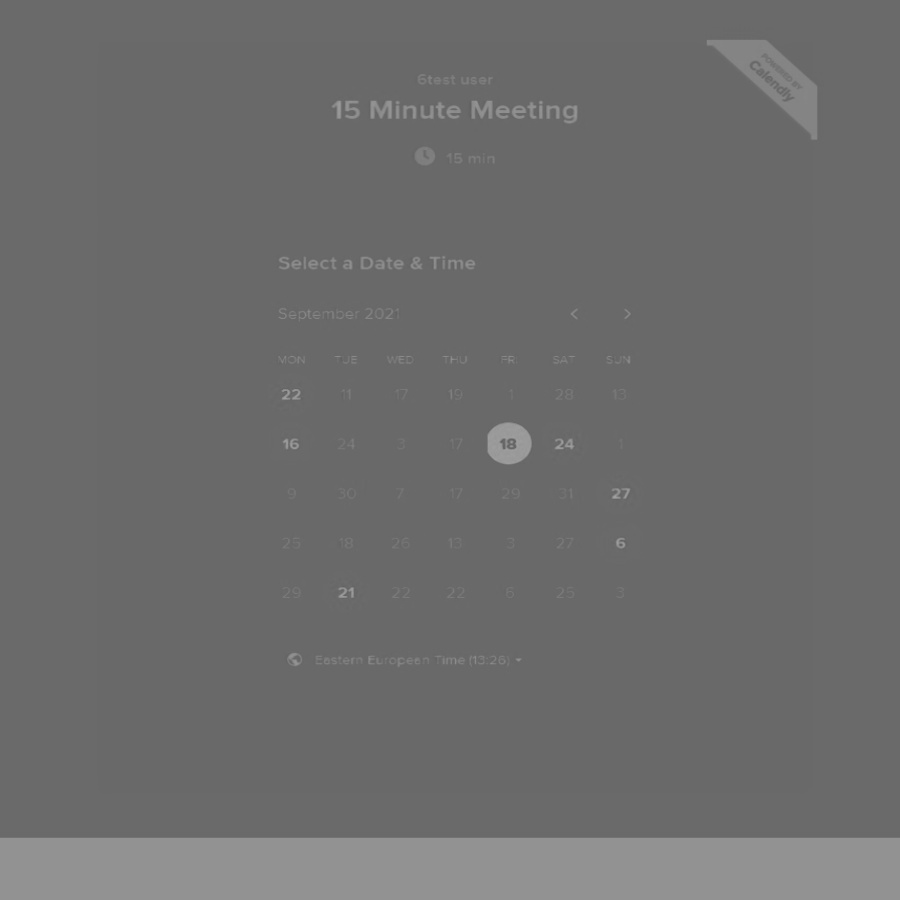 POWERED BY
Calendly
6test user
15 Minute Meeting
15 min
Select a Date & Time
September 2021
MON TUE WED THU FRI SAT SUN
22 11 17 19 1 28 13
16 24 3 17 18 24 1
9 30 7 17 29 31 27
25 18 26 13 3 27 6
29 21 22 22 6 25 3
Eastern European Time (13:26)